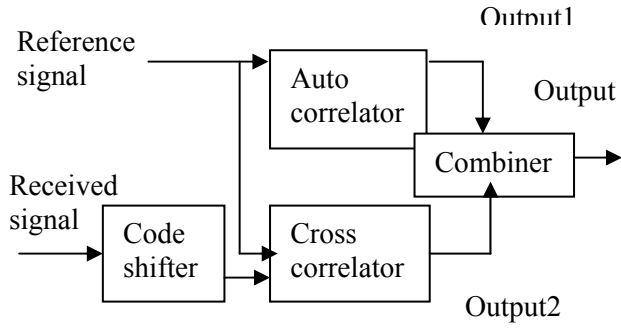 Output1
Reference
signal
Auto
correlator
Output
Combiner
Received
signal
Code
shifter
Cross
correlator
Output2